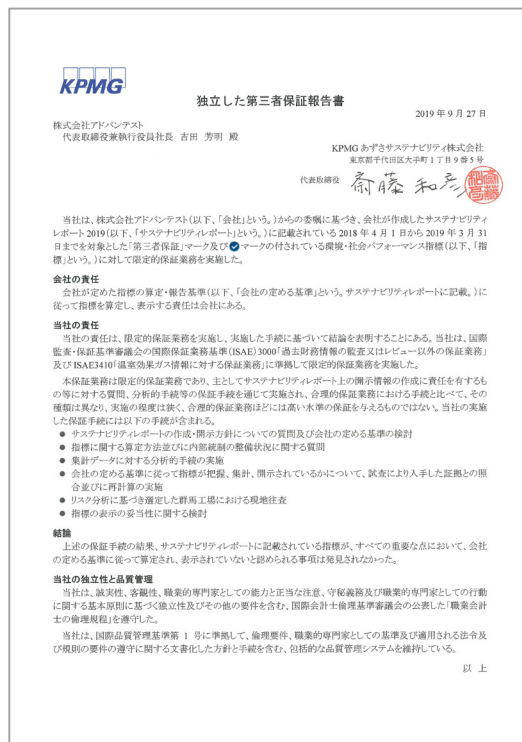 KPMG
独立した第三者保証報告書
2019 年 9 月 27 日
株式会社アドバンテスト
代表取締役兼執行役員社長 吉田 芳明 殿
KPMG あずさサステナビリティ株式会社
東京都千代田区大手町 1 丁目 9 番 5 号
代表取締役 斎藤 和彦
当社は、株式会社アドバンテスト(以下、「会社」という。)からの委嘱に基づき、会社が作成したサステナビリティ
レポート 2019(以下、「サステナビリティレポート」という。)に記載されている 2018 年 4 月 1 日から 2019 年 3 月 31
日までを対象とした「第三者保証」マーク及び マークの付されている環境・社会パフォーマンス指標(以下、「指
標」という。)に対して限定的保証業務を実施した。
会社の責任
会社が定めた指標の算定・報告基準(以下、「会社の定める基準」という。サステナビリティレポートに記載。)に
従って指標を算定し、表示する責任は会社にある。
当社の責任
当社の責任は、限定的保証業務を実施し、実施した手続に基づいて結論を表明することにある。当社は、国際
監査・保証基準審議会の国際保証業務基準(ISAE)3000「過去財務情報の監査又はレビュー以外の保証業務」
及び ISAE3410「温室効果ガス情報に対する保証業務」に準拠して限定的保証業務を実施した。
本保証業務は限定的保証業務であり、主としてサステナビリティレポート上の開示情報の作成に責任を有するも
の等に対する質問、分析的手続等の保証手続を通じて実施され、合理的保証業務における手続と比べて、その
種類は異なり、実施の程度は狭く、合理的保証業務ほどには高い水準の保証を与えるものではない。当社の実施
した保証手続には以下の手続が含まれる。
● サステナビリティレポートの作成・開示方針についての質問及び会社の定める基準の検討
● 指標に関する算定方法並びに内部統制の整備状況に関する質問
● 集計データに対する分析的手続の実施
● 会社の定める基準に従って指標が把握、集計、開示されているかについて、試査により入手した証拠との照
合並びに再計算の実施
● リスク分析に基づき選定した群馬工場における現地往査
● 指標の表示の妥当性に関する検討
結論
上述の保証手続の結果、サステナビリティレポートに記載されている指標が、すべての重要な点において、会社
の定める基準に従って算定され、表示されていないと認められる事項は発見されなかった。
当社の独立性と品質管理
当社は、誠実性、客観性、職業的専門家としての能力と正当な注意、守秘義務及び職業的専門家としての行動
に関する基本原則に基づく独立性及びその他の要件を含む、国際会計士倫理基準審議会の公表した「職業会計
士の倫理規程」を遵守した。
当社は、国際品質管理基準第 1 号に準拠して、倫理要件、職業的専門家としての基準及び適用される法令及
び規則の要件の遵守に関する文書化した方針と手続を含む、包括的な品質管理システムを維持している。
以 上